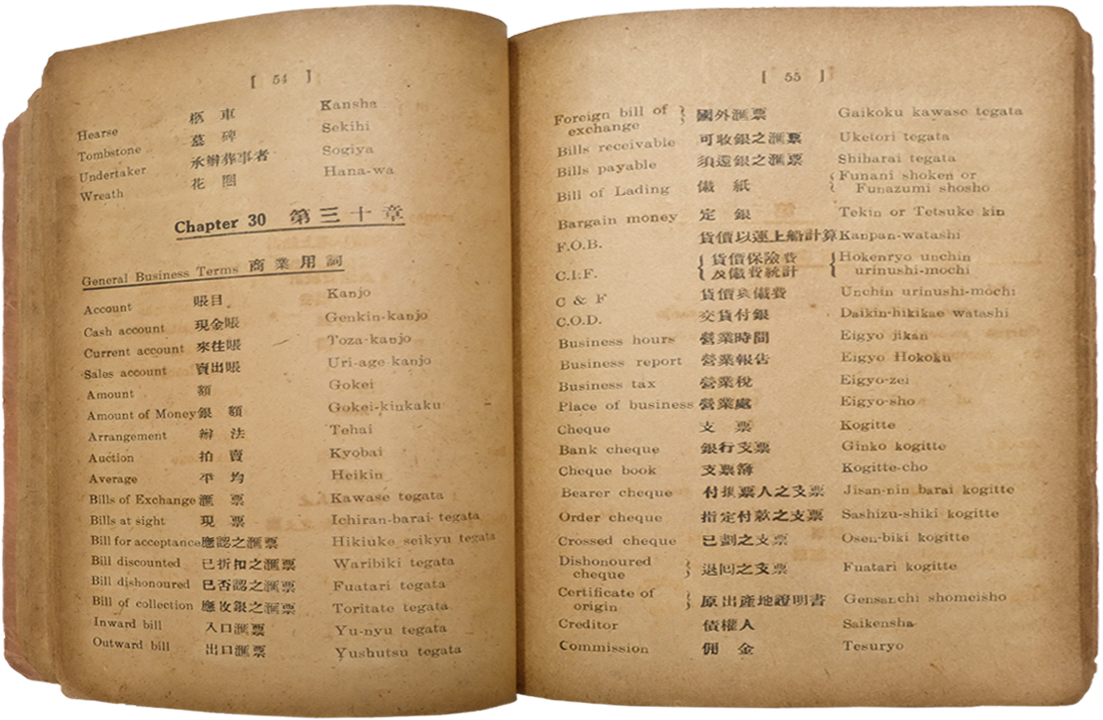 [ 54 ]
Hearse 柩車 Kansha
Tombstone 墓碑 Sekihi
Undertaker 承辦葬事者 Sogiya
Wreath 花圈 Hana-wa
Chapter 30 第三十章
General Business Terms 商業用詞
Account 賬目 Kanjo
Cash account 現金賬 Genkin-kanjo
Current account 來往賬 Toza-kanjo
Sales account 賣出賬 Uri-age-kanjo
Amount 額 Gokei
Amount of Money 銀額 Gokei-kinkaku
Arrangement 辦法 Tehai
Auction 拍賣 Kyobai
Average 平均 Heikin
Bills of Exchange 滙票 Kawase tegata
Bills at sight 現票 Ichiran-barai-tegata
Bill for acceptance 應認之滙票 Hikiuke seikyu tegata
Bill discounted 已折扣之滙票 Waribiki tegata
Bill dishonoured 已否認之滙票 Fuatari tegata
Bill of collection 應收銀之滙票 Toritate tegata
Inward bill 入口滙票 Yu-nyu tegata
Outward bill 出口滙票 Yushutsu tegata
[ 55 ]
Foreign bill of exchange } 國外滙票 Gaikoku kawase tegata
Bills receivable 可收銀之滙票 Uketori tegata
Bills payable 須還銀之滙票 Shiharai tegata
Bill of Lading 儎紙 { Funani shoken or Funazumi shosho
Bargain money 定銀 Tekin or Tetsuke kin
F.O.B. 貨價以運上船計算 Kanpan-watashi
C.I.F. { 貨價保險費及儎費統計 { Hokenryo unchin urinushi-mochi
C & F 貨價與儎費 Unchin urinushi-mochi
C.O.D. 交貨付銀 Daikin-hikikae watashi
Business hours 營業時間 Eigyo jikan
Business report 營業報告 Eigyo Hokoku
Business tax 營業稅 Eigyo-zei
Place of business 營業處 Eigyo-sho
Cheque 支票 Kogitte
Bank cheque 銀行支票 Ginko kogitte
Cheque book 支票簿 Kogitte-cho
Bearer cheque 付揸票人之支票 Jisan-nin barai kogitte
Order cheque 指定付款之支票 Sashizu-shiki kogitte
Crossed cheque 已劃之支票 Osen-biki kogitte
Dishonoured cheque } 退回之支票 Fuatari kogitte
Certificate of origin } 原出產地證明書 Gensanchi shomeisho
Creditor 債權人 Saikensha
Commission 佣金 Tesuryo